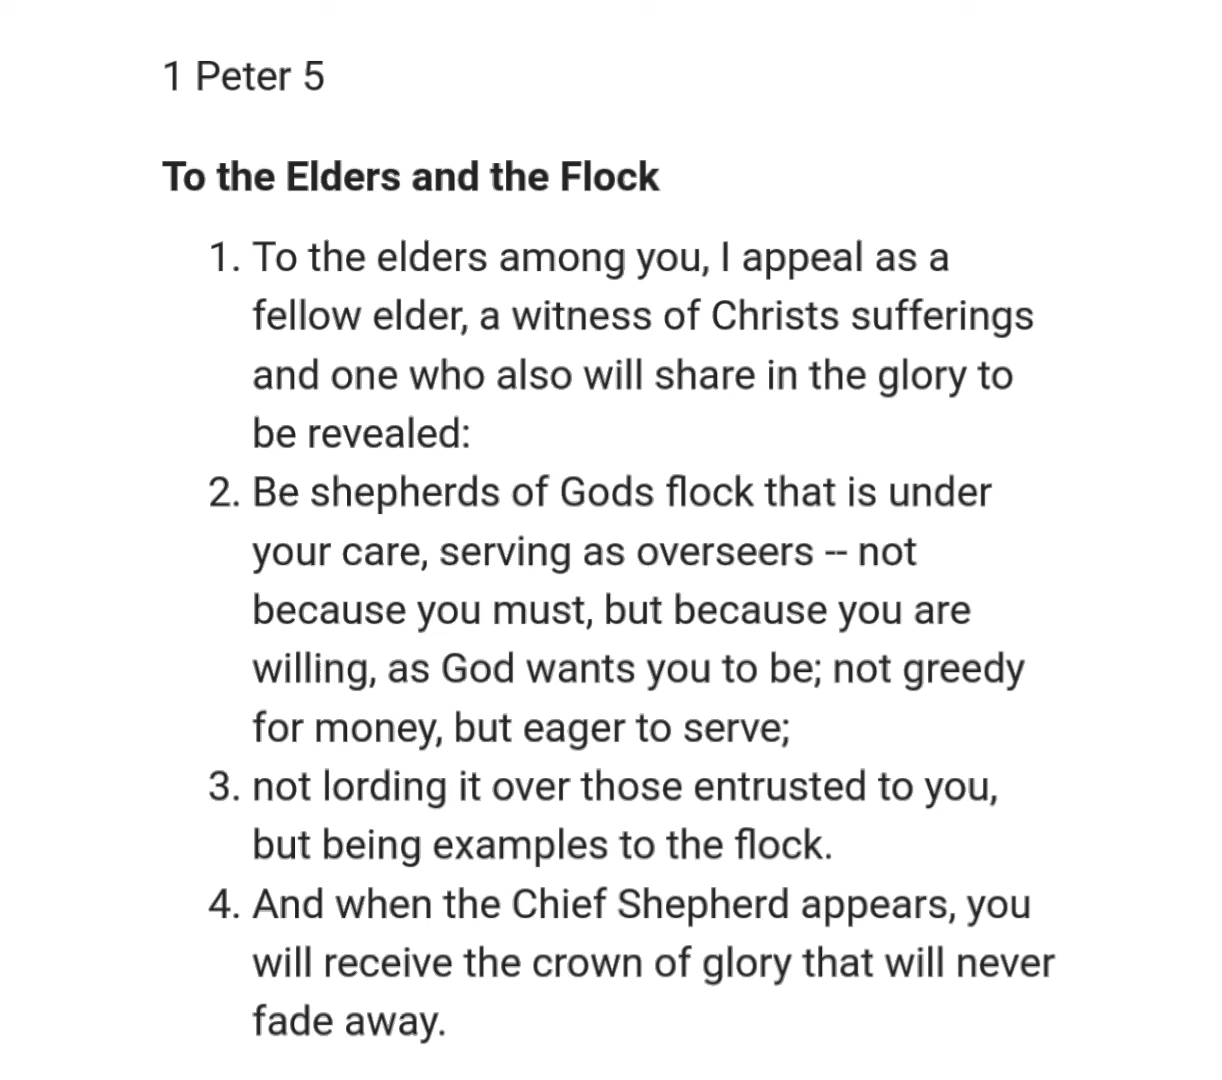 1 Peter 5
To the Elders and the Flock
1. To the elders among you, I appeal as a
fellow elder, a witness of Christs sufferings
and one who also will share in the glory to
be revealed:
2. Be shepherds of Gods flock that is under
your care, serving as overseers -- not
because you must, but because you are
willing, as God wants you to be; not greedy
for money, but eager to serve;
3. not lording it over those entrusted to you,
but being examples to the flock.
4. And when the Chief Shepherd appears, you
will receive the crown of glory that will never
fade away.